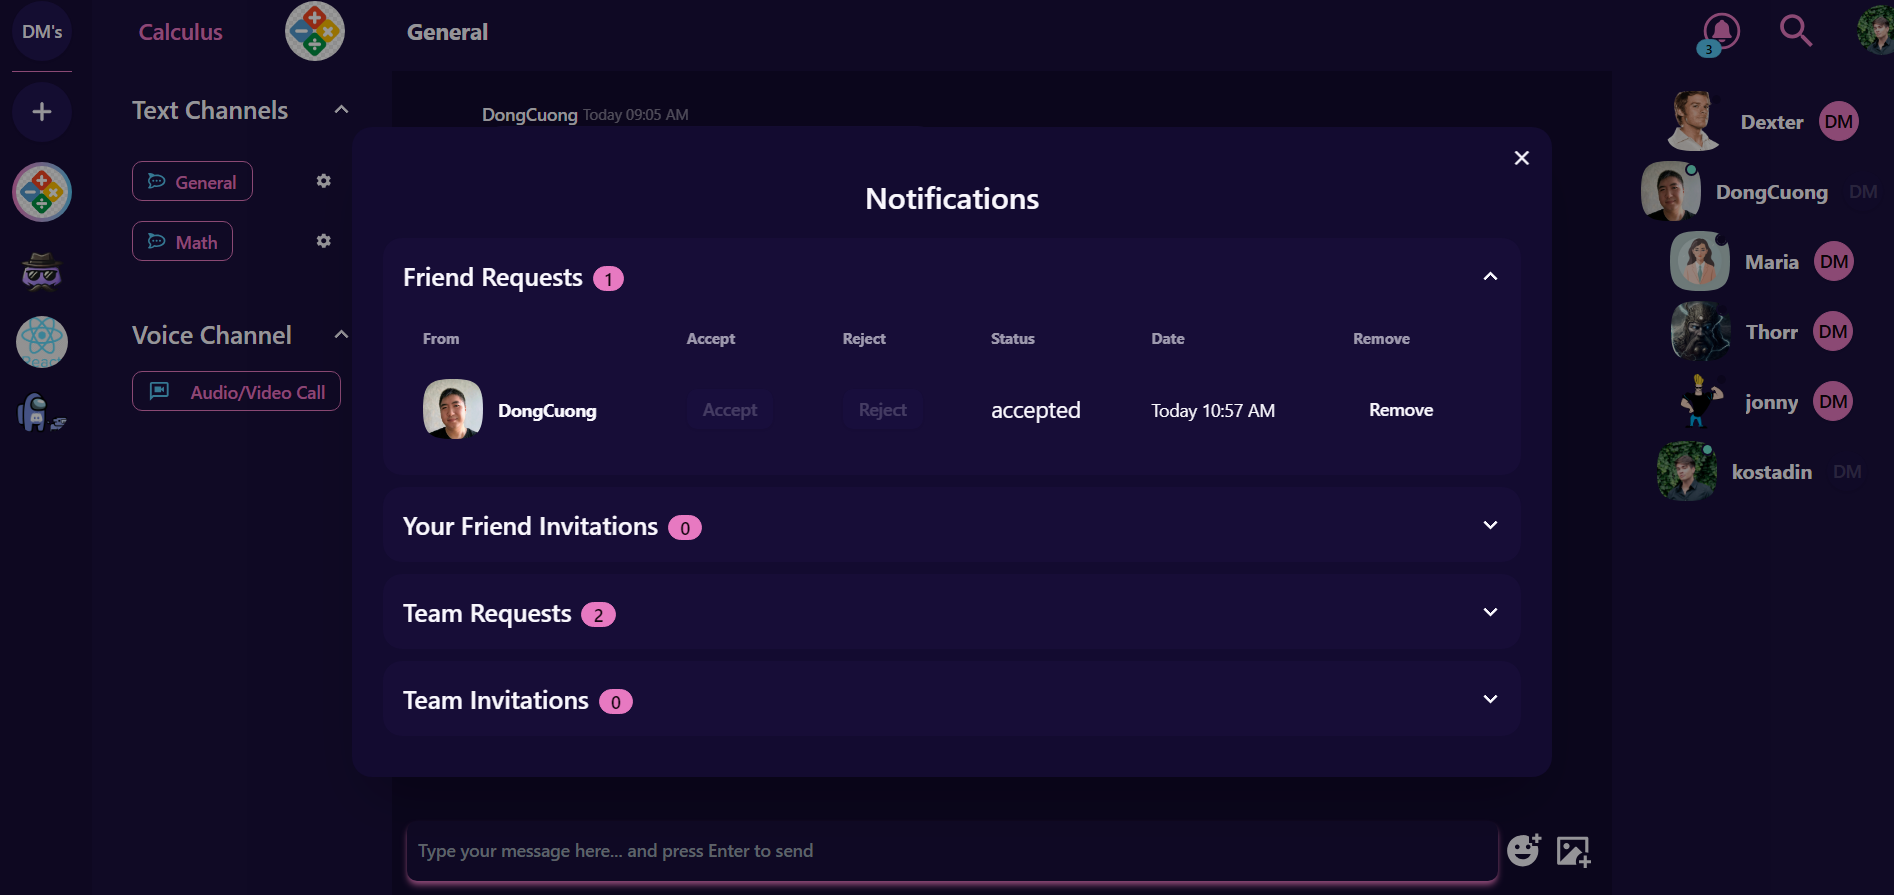 DM's
Calculus
General
3
Text Channels
General
Math
Voice Channel
Audio/Video Call
React
DongCuong Today 09:05 AM
Notifications
Friend Requests 1
From Accept Reject Status Date Remove
DongCuong Accept Reject accepted Today 10:57 AM Remove
Your Friend Invitations 0
Team Requests 2
Team Invitations 0
Type your message here... and press Enter to send
Dexter DM
DongCuong DM
Maria DM
Thorr DM
jonny DM
kostadin DM